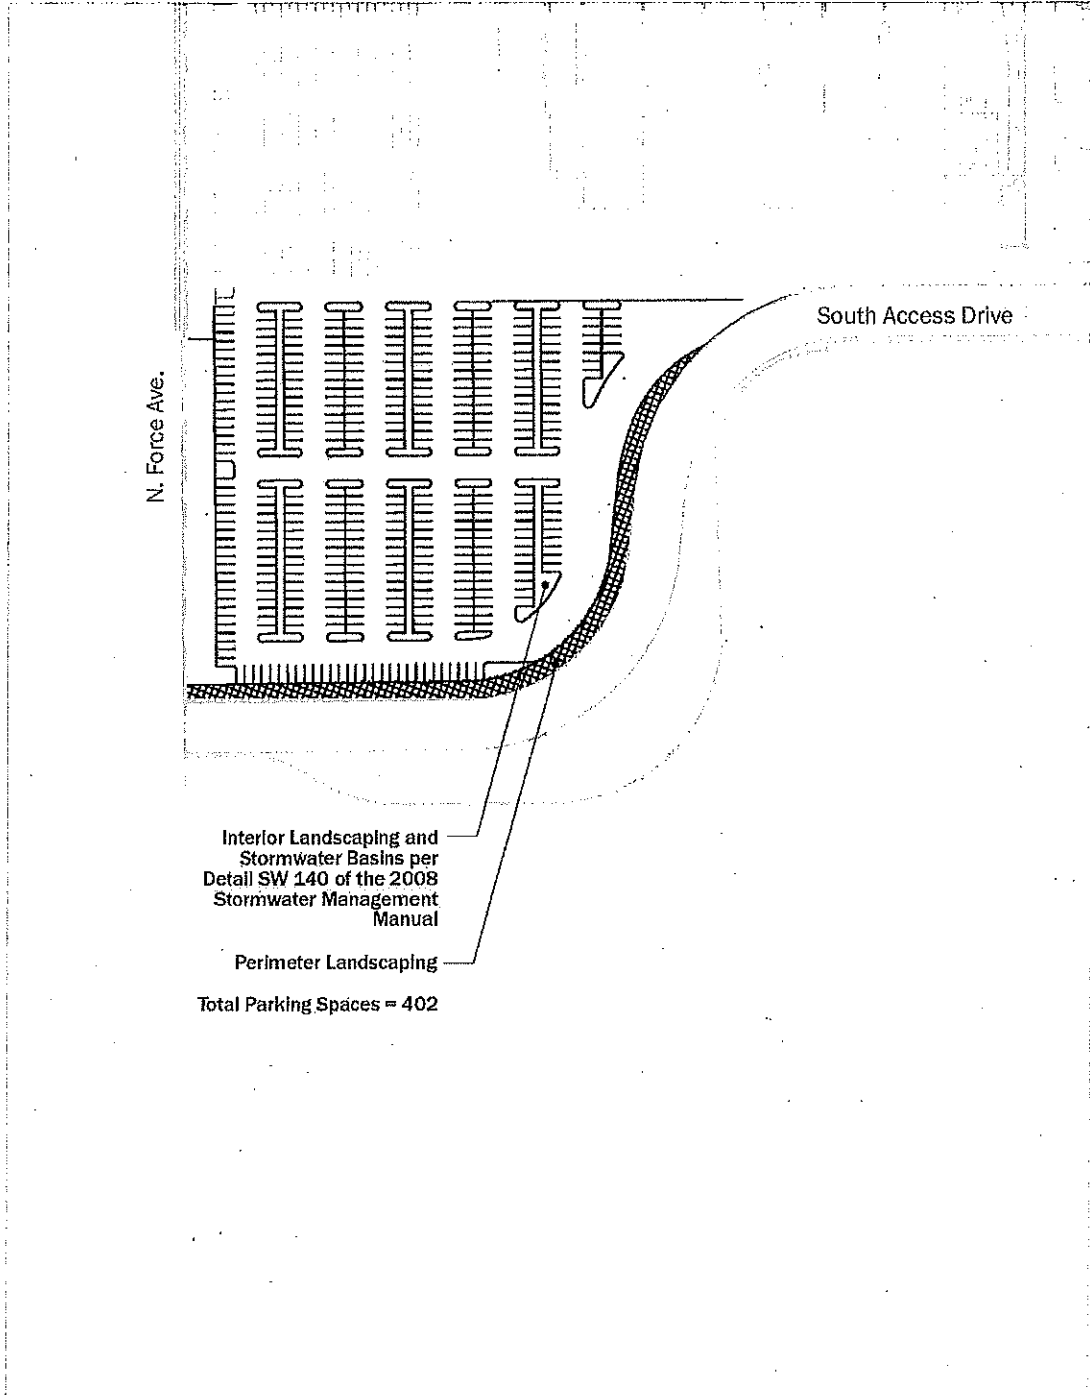 South Access Drive
N. Force Ave.
Interior Landscaping and
Stormwater Basins per
Detail SW 140 of the 2008
Stormwater Management
Manual
Perimeter Landscaping
Total Parking Spaces = 402